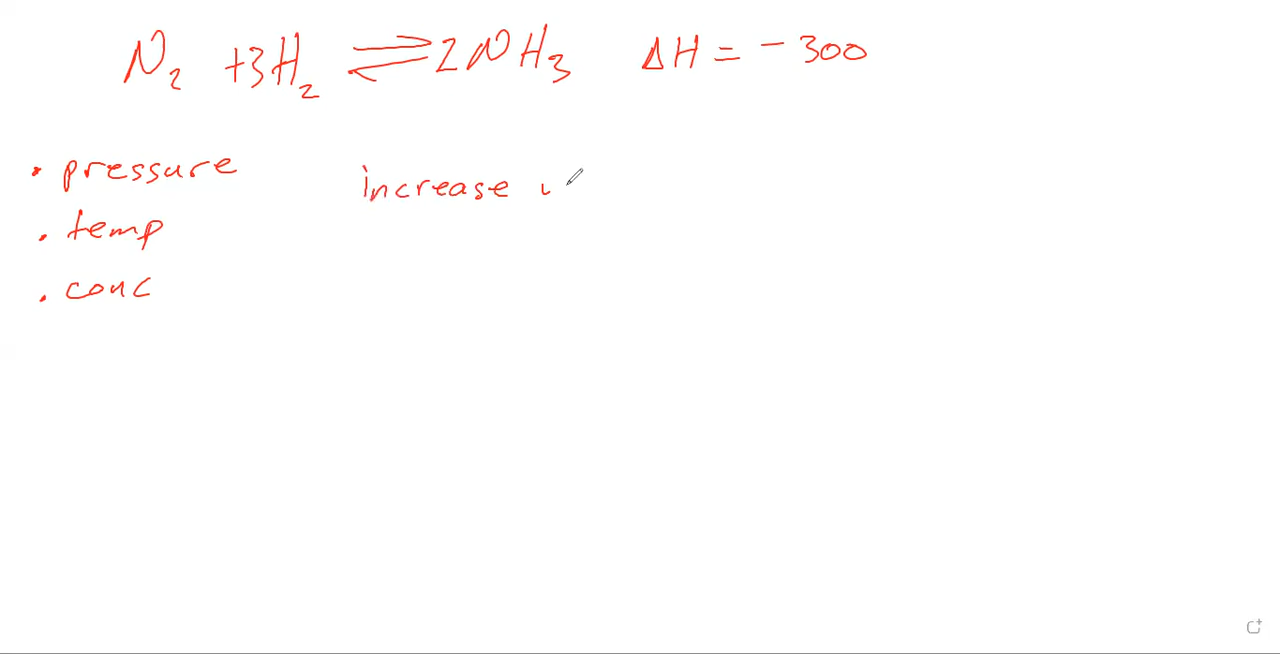 N₂ +3H₂ ⇌ 2NH₃ ΔH = -300
• pressure
increase
• temp
• conc